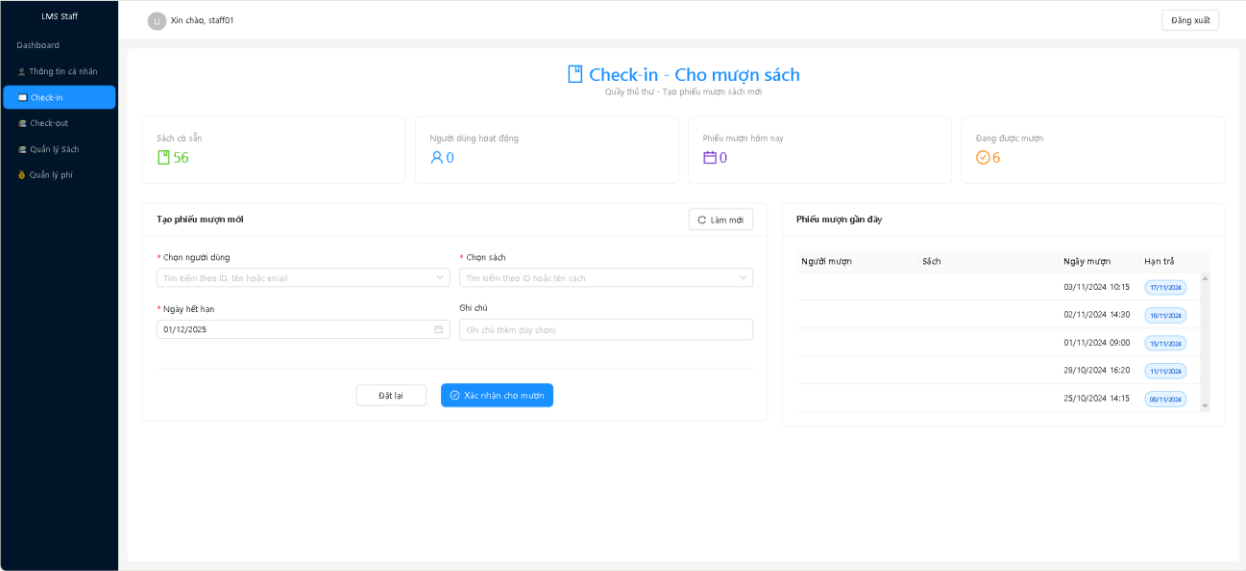 LMS Staff
U Xin chào, staff01
Đăng xuất
Dashboard
Thông tin cá nhân
Check-in
Check-out
Quản lý Sách
Quản lý phí
Check-in - Cho mượn sách
Quầy thủ thư - Tạo phiếu mượn sách mới
Sách có sẵn
56
Người dùng hoạt động
0
Phiếu mượn hôm nay
0
Đang được mượn
6
Tạo phiếu mượn mới
Làm mới
* Chọn người dùng
Tìm kiếm theo ID, tên hoặc email
* Chọn sách
Tìm kiếm theo ID hoặc tên sách
* Ngày hết hạn
01/12/2025
Ghi chú
Ghi chú thêm (tùy chọn)
Đặt lại
Xác nhận cho mượn
Phiếu mượn gần đây
Người mượn Sách Ngày mượn Hạn trả
03/11/2024 10:15 17/11/2024
02/11/2024 14:30 16/11/2024
01/11/2024 09:00 15/11/2024
28/10/2024 16:20 11/11/2024
25/10/2024 14:15 08/11/2024